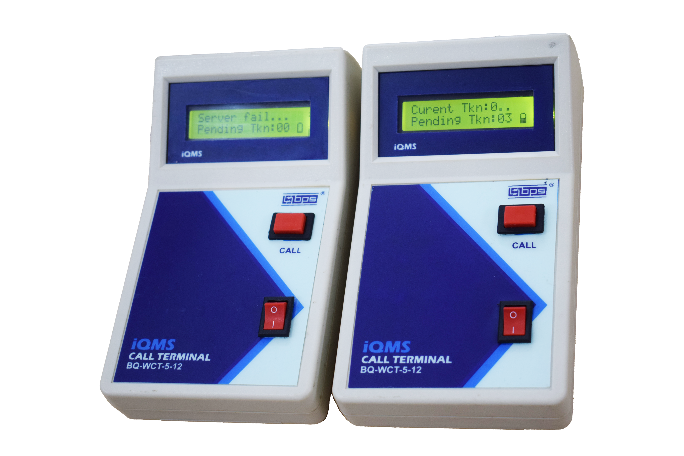 Server fail...
Pending Tkn:00
iQMS
bps
CALL
O
I
iQMS
CALL TERMINAL
BQ-WCT-5-12
Curent Tkn:0..
Pending Tkn:03
iQMS
bps
CALL
O
I
iQMS
CALL TERMINAL
BQ-WCT-5-12